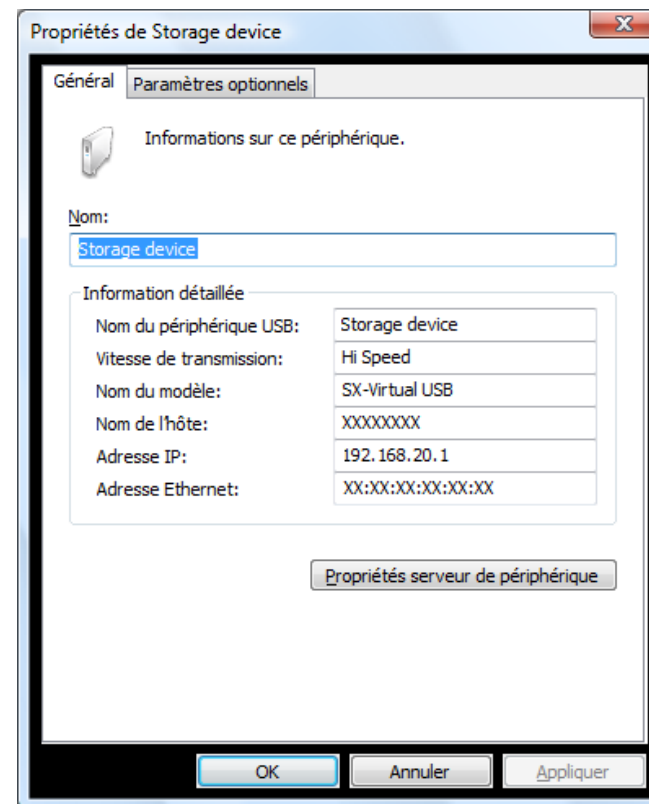 Propriétés de Storage device
Général Paramètres optionnels
Informations sur ce périphérique.
Nom:
Storage device
Information détaillée
Nom du périphérique USB: Storage device
Vitesse de transmission: Hi Speed
Nom du modèle: SX-Virtual USB
Nom de l'hôte: XXXXXXXX
Adresse IP: 192.168.20.1
Adresse Ethernet: XX:XX:XX:XX:XX:XX
Propriétés serveur de périphérique
OK Annuler Appliquer